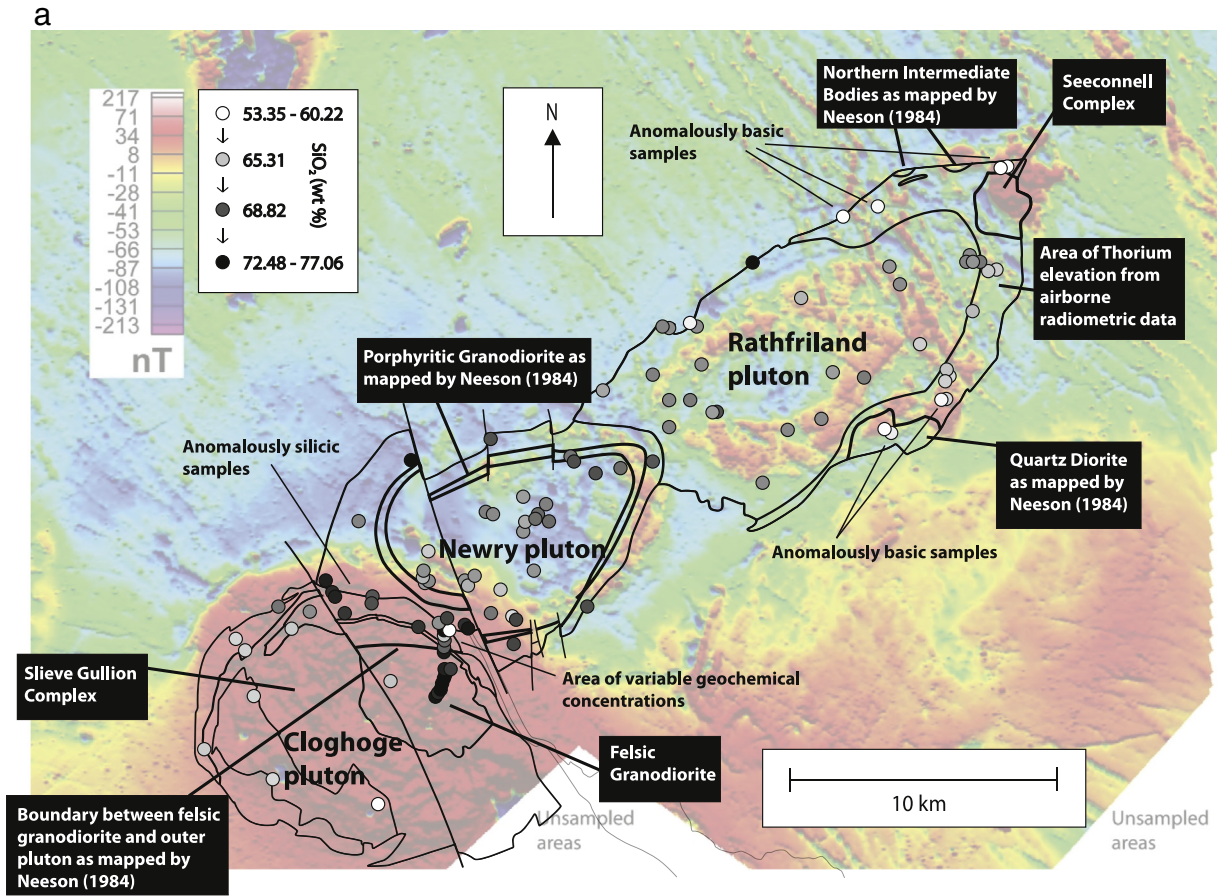 a
217
71
34
8
-11
-28
-41
-53
-66
-87
-108
-131
-213
nT
53.35 - 60.22
65.31
68.82
72.48 - 77.06
SIO₂ (wt %)
N
Anomalously basic
samples
Northern Intermediate
Bodies as mapped by
Neeson (1984)
Seeconnell
Complex
Area of Thorium
elevation from
airborne
radiometric data
Porphyritic Granodiorite as
mapped by Neeson (1984)
Rathfriland
pluton
Anomalously silicic
samples
Quartz Diorite
as mapped by
Neeson (1984)
Newry pluton
Anomalously basic samples
Slieve Gullion
Complex
Area of variable geochemical
concentrations
Cloghoge
pluton
Felsic
Granodiorite
Boundary between felsic
granodiorite and outer
pluton as mapped by
Neeson (1984)
10 km
Unsampled
areas
Unsampled
areas